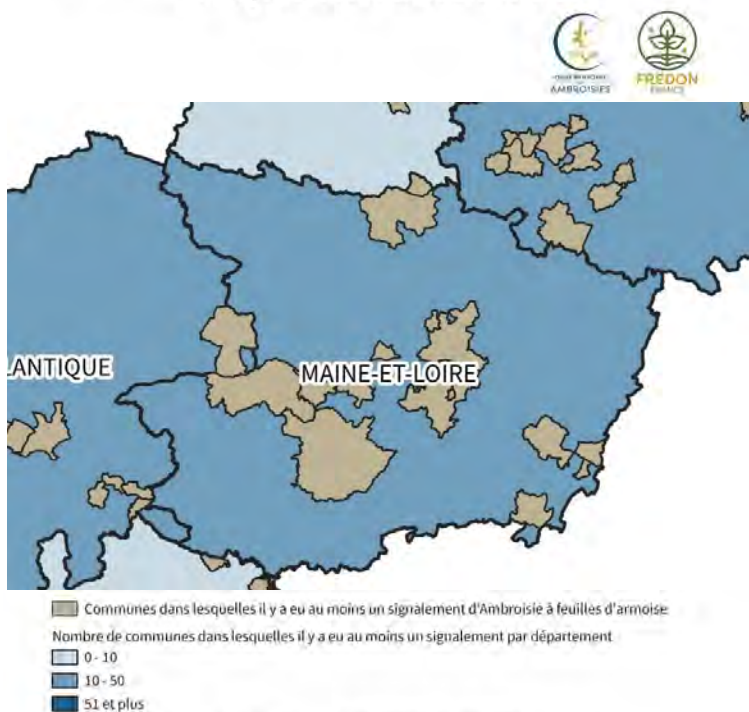 AMBROISIES
FREDON
FRANCE
LANTIQUE
MAINE-ET-LOIRE
Communes dans lesquelles il y a eu au moins un signalement d'Ambroisie à feuilles d'armoise
Nombre de communes dans lesquelles il y a eu au moins un signalement par département
0 - 10
10 - 50
51 et plus